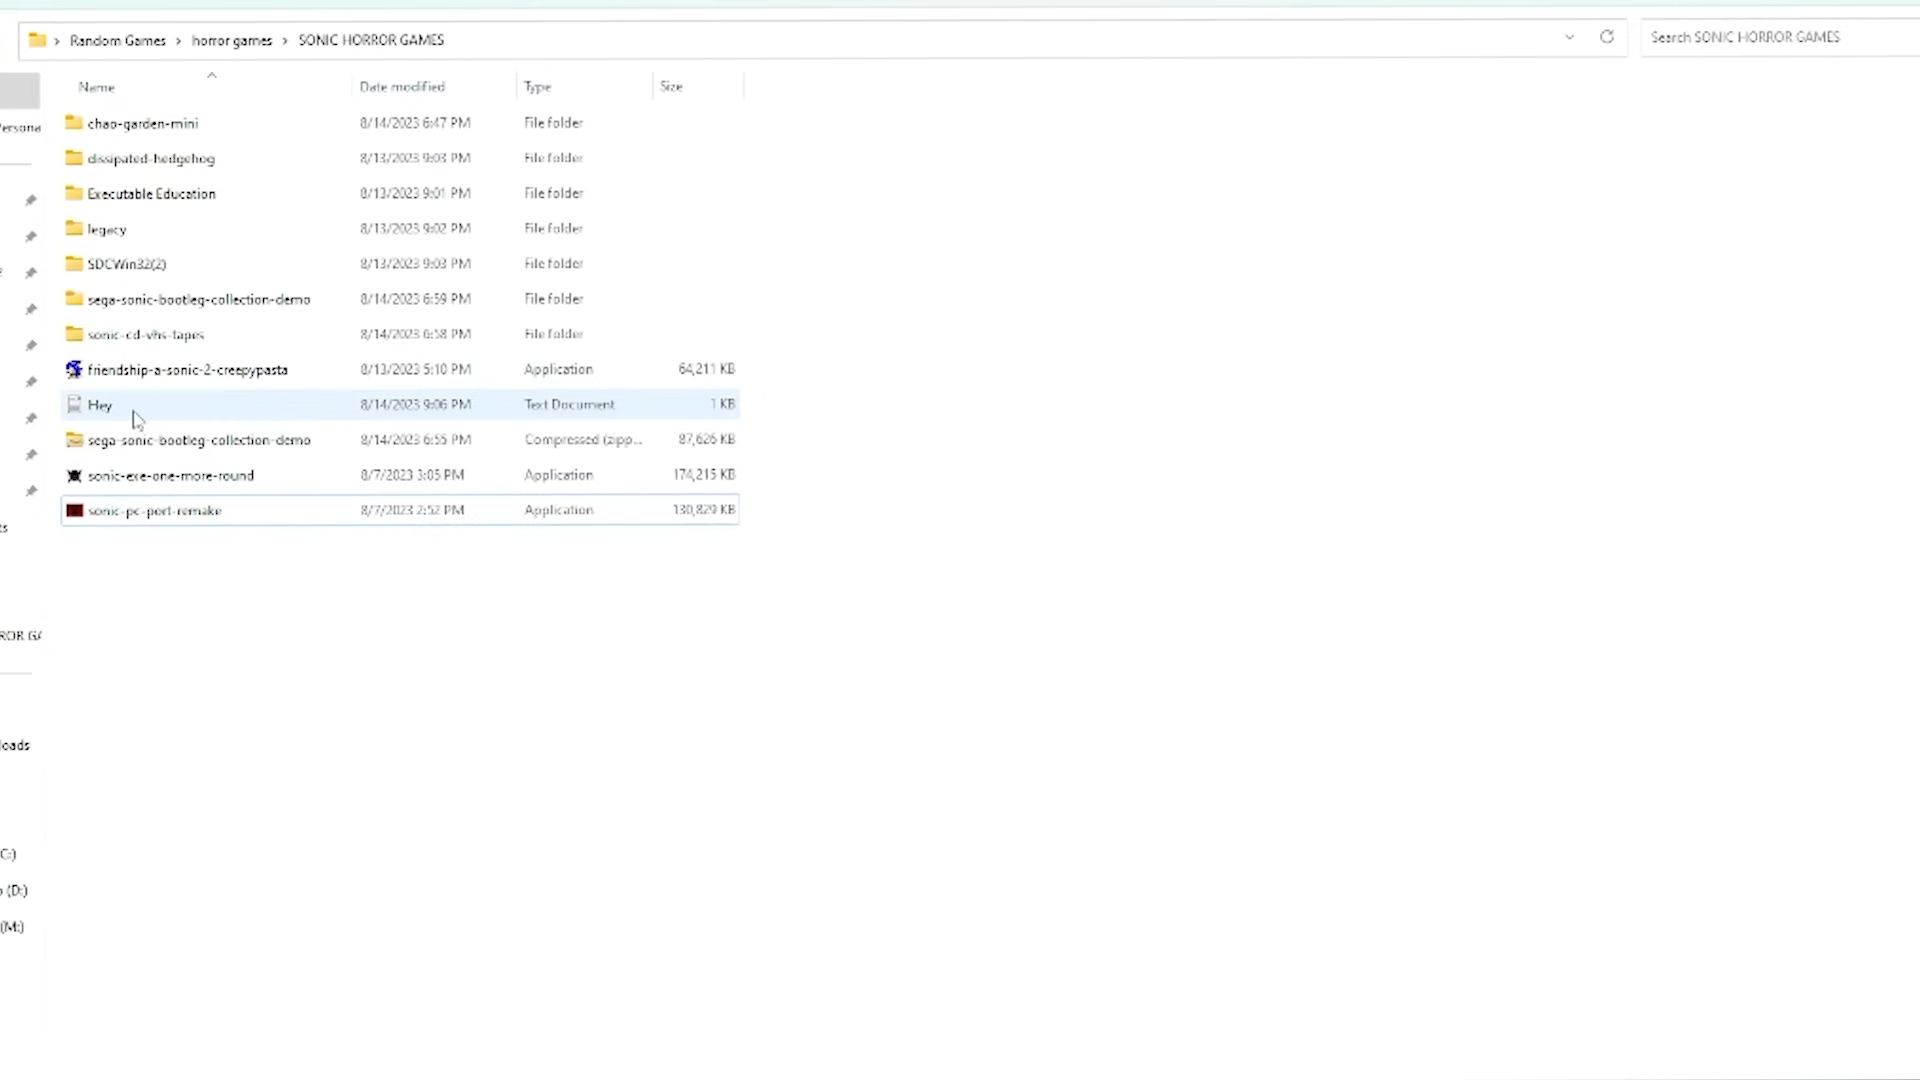 Random Games > horror games > SONIC HORROR GAMES
Search SONIC HORROR GAMES
Name Date modified Type Size
chao-garden-mini 8/14/2023 6:47 PM File folder
Persona
dissipated-hedgehog 8/13/2023 9:03 PM File folder
Executable Education 8/13/2023 9:01 PM File folder
legacy 8/13/2023 9:02 PM File folder
SDCWin32(2) 8/13/2023 9:03 PM File folder
sega-sonic-bootleg-collection-demo 8/14/2023 6:59 PM File folder
sonic-cd-vhs-tapes 8/14/2023 6:58 PM File folder
friendship-a-sonic-2-creepypasta 8/13/2023 5:10 PM Application 64,211 KB
Hey 8/14/2023 9:06 PM Text Document 1 KB
sega-sonic-bootleg-collection-demo 8/14/2023 6:55 PM Compressed (zipp... 87,626 KB
sonic-exe-one-more-round 8/7/2023 3:05 PM Application 174,215 KB
sonic-pc-port-remake 8/7/2023 2:52 PM Application 130,829 KB
ts
ROR GA
loads
C:)
(D:)
(M:)